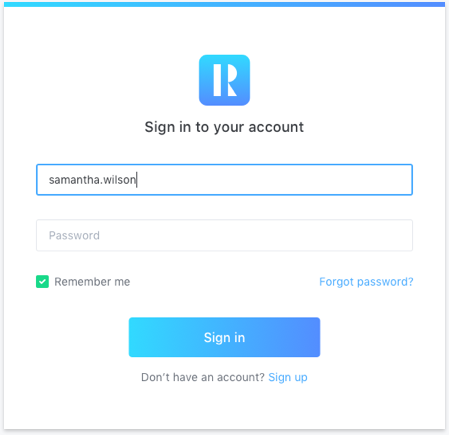 R
Sign in to your account
samantha.wilson
Password
Remember me
Forgot password?
Sign in
Don't have an account? Sign up